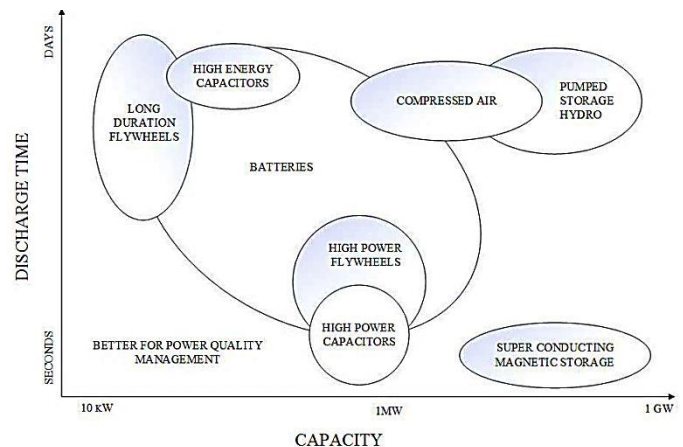 DAYS
HIGH ENERGY
CAPACITORS
LONG
DURATION
FLYWHEELS
COMPRESSED AIR
PUMPED
STORAGE
HYDRO
BATTERIES
DISCHARGE TIME
HIGH POWER
FLYWHEELS
HIGH POWER
CAPACITORS
BETTER FOR POWER QUALITY
MANAGEMENT
SUPER CONDUCTING
MAGNETIC STORAGE
SECONDS
10 KW
1MW
1 GW
CAPACITY